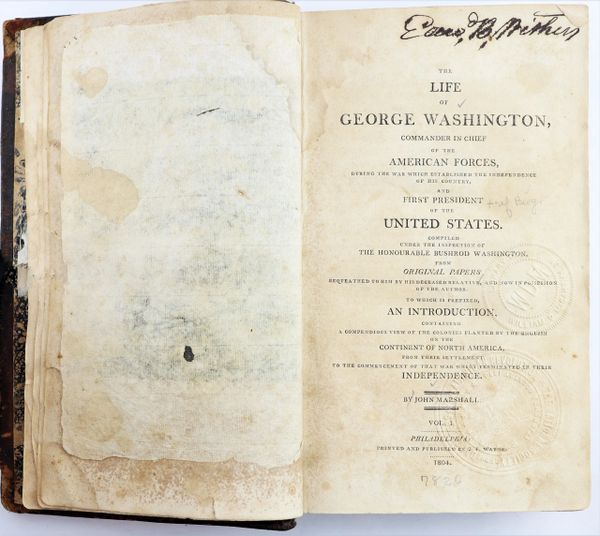 Edwd. B. Withers
THE
LIFE
OF
GEORGE WASHINGTON,
COMMANDER IN CHIEF
OF THE
AMERICAN FORCES,
DURING THE WAR WHICH ESTABLISHED THE INDEPENDENCE
OF HIS COUNTRY,
AND
FIRST PRESIDENT
OF THE
UNITED STATES.
COMPILED
UNDER THE INSPECTION OF
THE HONOURABLE BUSHROD WASHINGTON,
FROM
ORIGINAL PAPERS,
BEQUEATHED TO HIM BY HIS DECEASED RELATIVE, AND NOW IN POSSESSION
OF THE AUTHOR.
TO WHICH IS PREFIXED,
AN INTRODUCTION,
CONTAINING
A COMPENDIOUS VIEW OF THE COLONIES PLANTED BY THE ENGLISH
ON THE
CONTINENT OF NORTH AMERICA,
FROM THEIR SETTLEMENT
TO THE COMMENCEMENT OF THAT WAR WHICH TERMINATED IN THEIR
INDEPENDENCE.
BY JOHN MARSHALL.
VOL. I.
PHILADELPHIA:
PRINTED AND PUBLISHED BY C. P. WAYNE.
1804.
7820